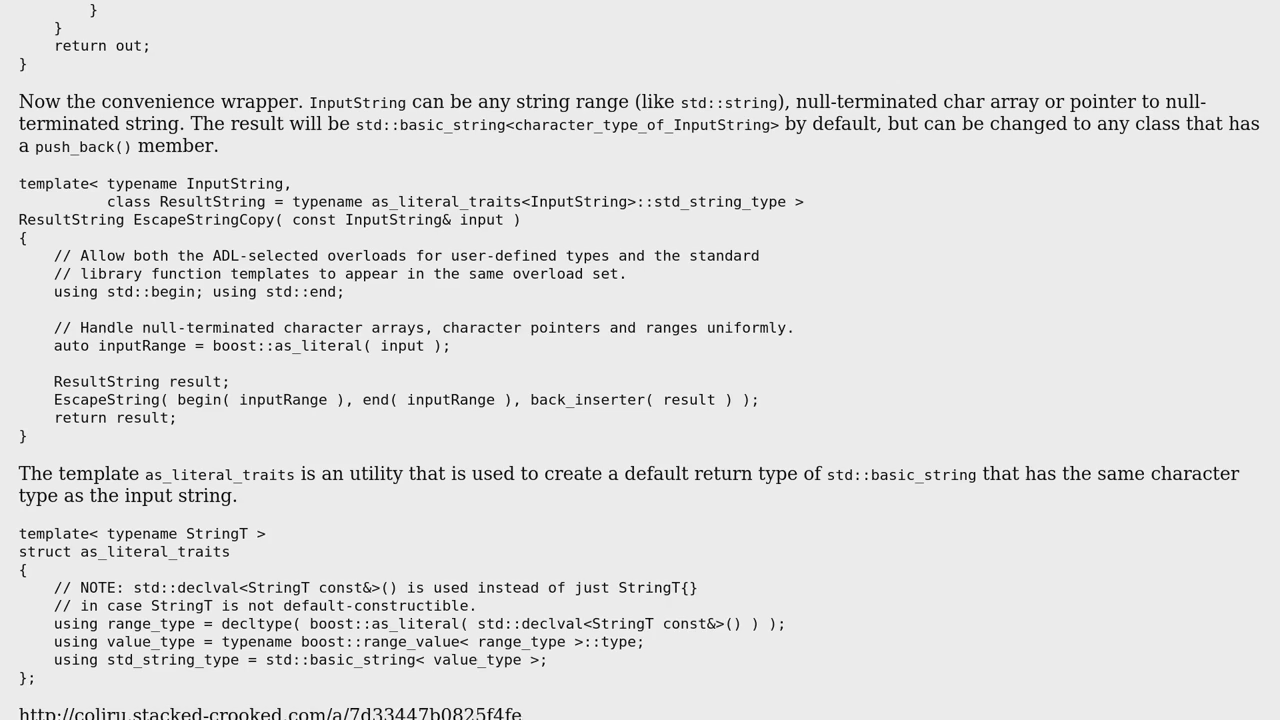 }
    }
    return out;
}
Now the convenience wrapper. InputString can be any string range (like std::string), null-terminated char array or pointer to null-
terminated string. The result will be std::basic_string<character_type_of_InputString> by default, but can be changed to any class that has
a push_back() member.
template< typename InputString,
          class ResultString = typename as_literal_traits<InputString>::std_string_type >
ResultString EscapeStringCopy( const InputString& input )
{
    // Allow both the ADL-selected overloads for user-defined types and the standard
    // library function templates to appear in the same overload set.
    using std::begin; using std::end;
    // Handle null-terminated character arrays, character pointers and ranges uniformly.
    auto inputRange = boost::as_literal( input );
    ResultString result;
    EscapeString( begin( inputRange ), end( inputRange ), back_inserter( result ) );
    return result;
}
The template as_literal_traits is an utility that is used to create a default return type of std::basic_string that has the same character
type as the input string.
template< typename StringT >
struct as_literal_traits
{
    // NOTE: std::declval<StringT const&>() is used instead of just StringT{}
    // in case StringT is not default-constructible.
    using range_type = decltype( boost::as_literal( std::declval<StringT const&>() ) );
    using value_type = typename boost::range_value< range_type >::type;
    using std_string_type = std::basic_string< value_type >;
};
http://coliru.stacked-crooked.com/a/7d33447b0825f4fe